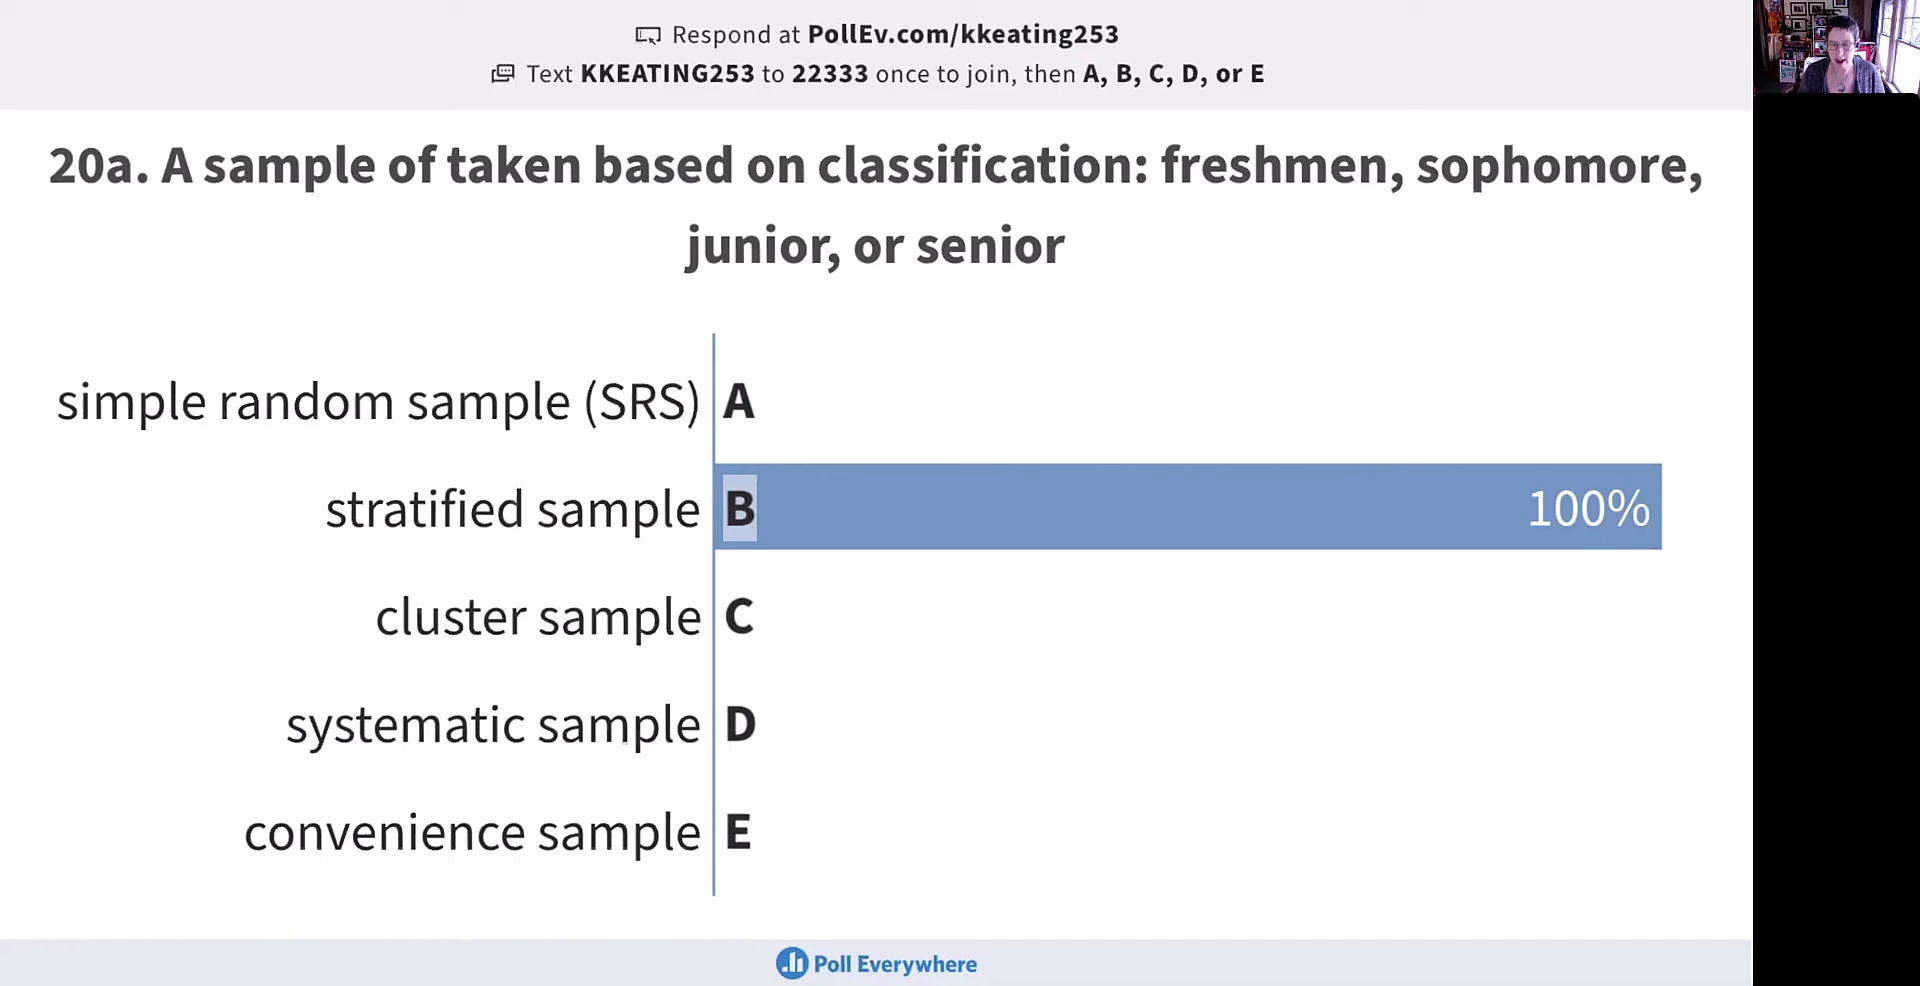 Respond at PollEv.com/kkeating253
Text KKEATING253 to 22333 once to join, then A, B, C, D, or E
20a. A sample of taken based on classification: freshmen, sophomore,
junior, or senior
simple random sample (SRS) A
stratified sample B 100%
cluster sample C
systematic sample D
convenience sample E
Poll Everywhere